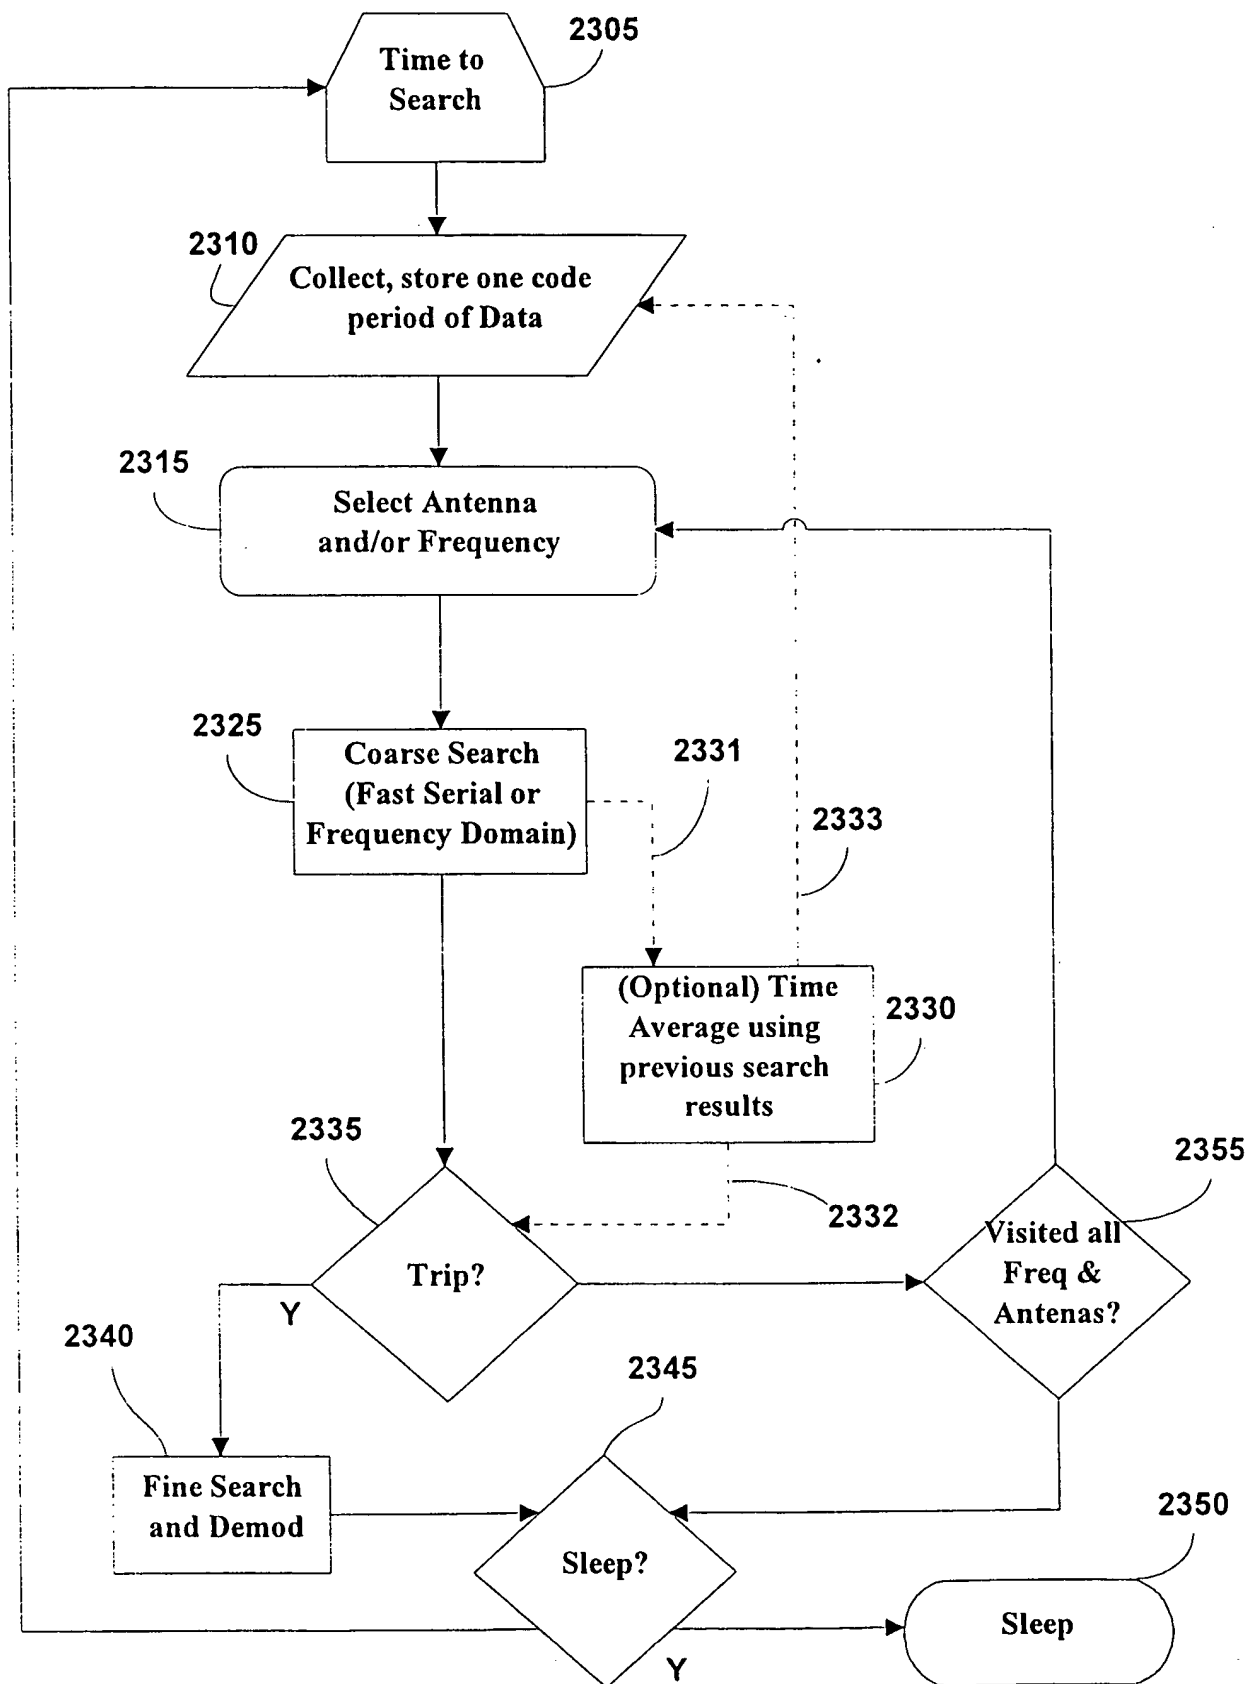 2305
Time to
Search
2310
Collect, store one code
period of Data
2315
Select Antenna
and/or Frequency
2325
Coarse Search
(Fast Serial or
Frequency Domain)
2331
2333
(Optional) Time
Average using
previous search
results
2330
2335
2332
2355
Trip?
Y
Visited all
Freq &
Antenas?
2340
2345
Fine Search
and Demod
Sleep?
Y
2350
Sleep